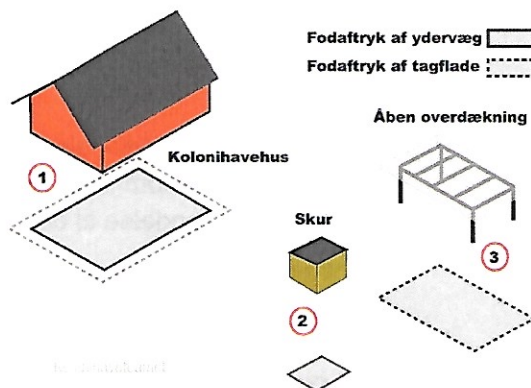 Fodaftryk af ydervæg
Fodaftryk af tagflade
Åben overdækning
Kolonihavehus
1
Skur
3
2